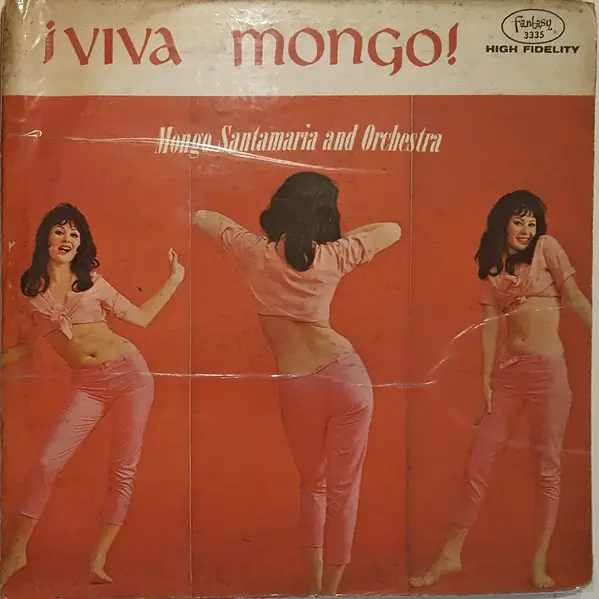 ¡VIVA MONGO!
Fantasy
3335
HIGH FIDELITY
Mongo Santamaria and Orchestra